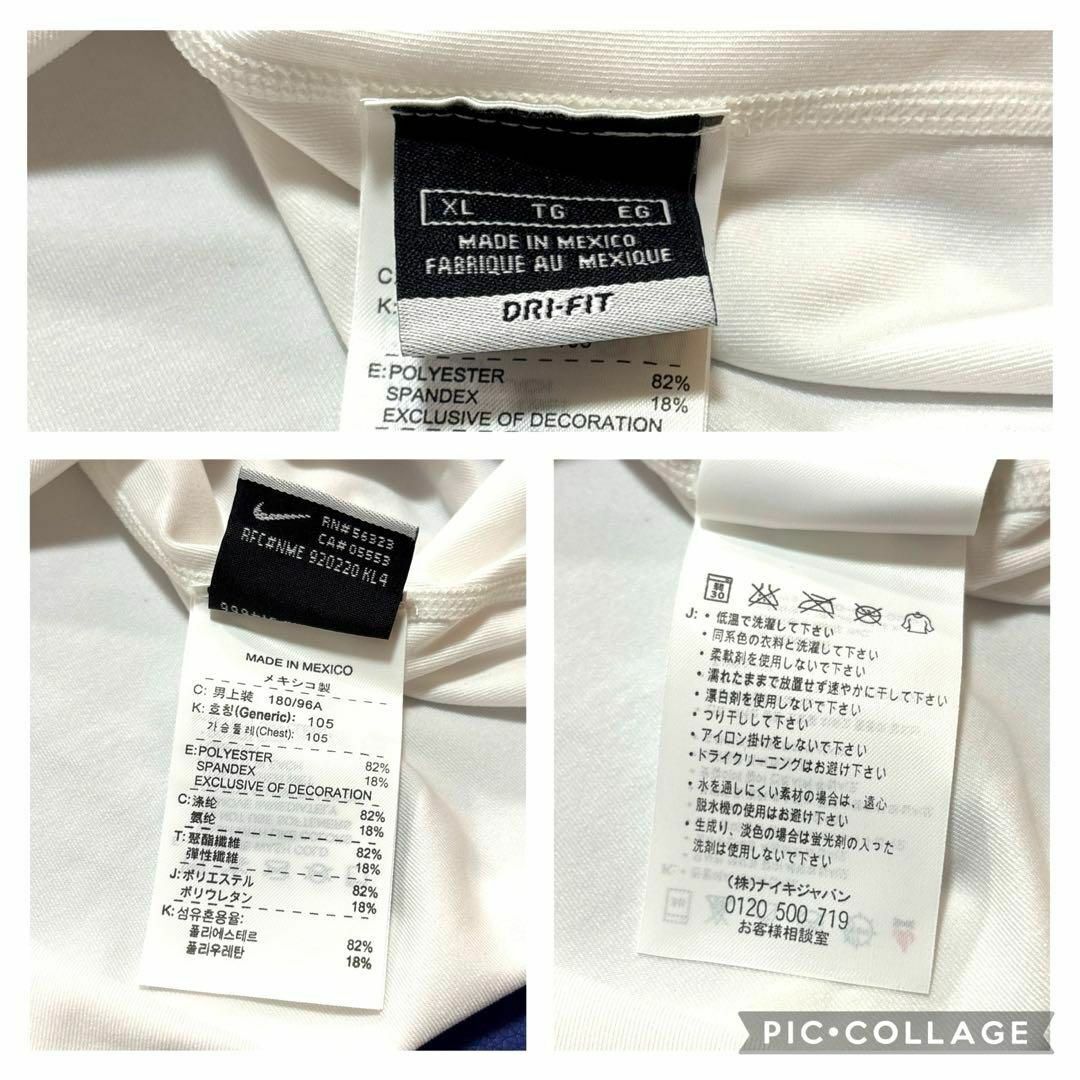 XL TG EG
MADE IN MEXICO
FABRIQUE AU MEXIQUE
DRI-FIT
C:
K:
E:POLYESTER 82%
SPANDEX 18%
EXCLUSIVE OF DECORATION
RN#56323
CA#05553
RFC#NME 920220 KL4
MADE IN MEXICO
メキシコ製
C: 男上裝 180/96A
K: 호칭(Generic): 105
가슴둘레(Chest): 105
E:POLYESTER 82%
SPANDEX 18%
EXCLUSIVE OF DECORATION
C:涤纶 82%
氨纶 18%
T:聚酯纖維 82%
彈性纖維 18%
J:ポリエステル 82%
ポリウレタン 18%
K:섬유혼용율:
폴리에스테르 82%
폴리우레탄 18%
30
J:・低温で洗濯して下さい
・同系色の衣料と洗濯して下さい
・柔軟剤を使用しないで下さい
・濡れたままで放置せず速やかに干して下さい
・漂白剤を使用しないで下さい
・つり干しして下さい
・アイロン掛けをしないで下さい
・ドライクリーニングはお避け下さい
・水を通しにくい素材の場合は、遠心
脱水機の使用はお避け下さい
・生成り、淡色の場合は蛍光剤の入った
洗剤は使用しないで下さい
(株)ナイキジャパン
0120 500 719
お客様相談室
PIC•COLLAGE